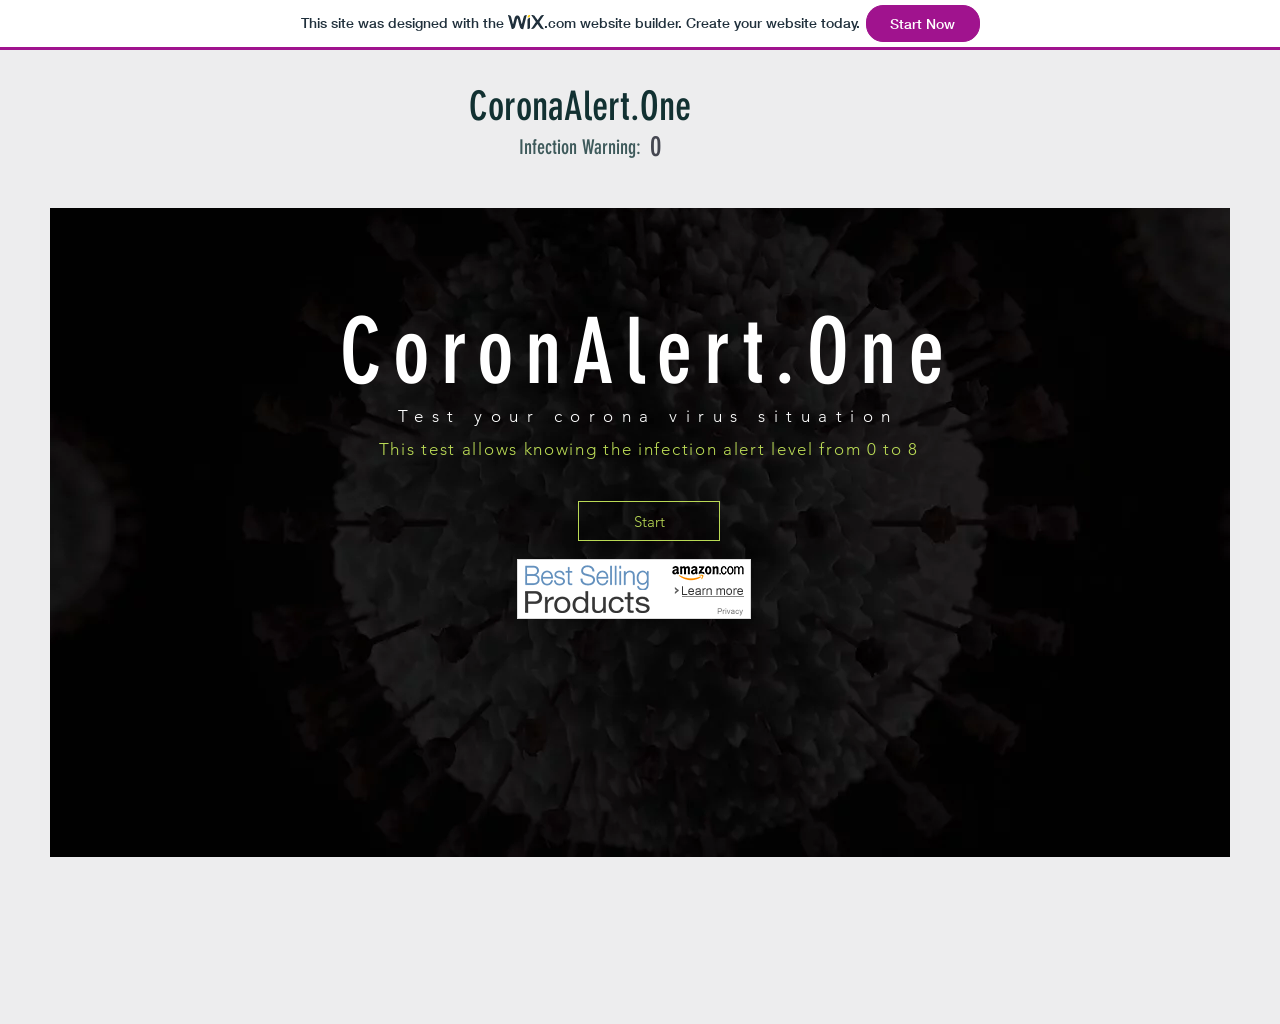 This site was designed with the WiX.com website builder. Create your website today. Start Now
CoronaAlert.One
Infection Warning: 0
CoronAlert.One
Test your corona virus situation
This test allows knowing the infection alert level from 0 to 8
Start
Best Selling Products
amazon.com
Learn more
Privacy